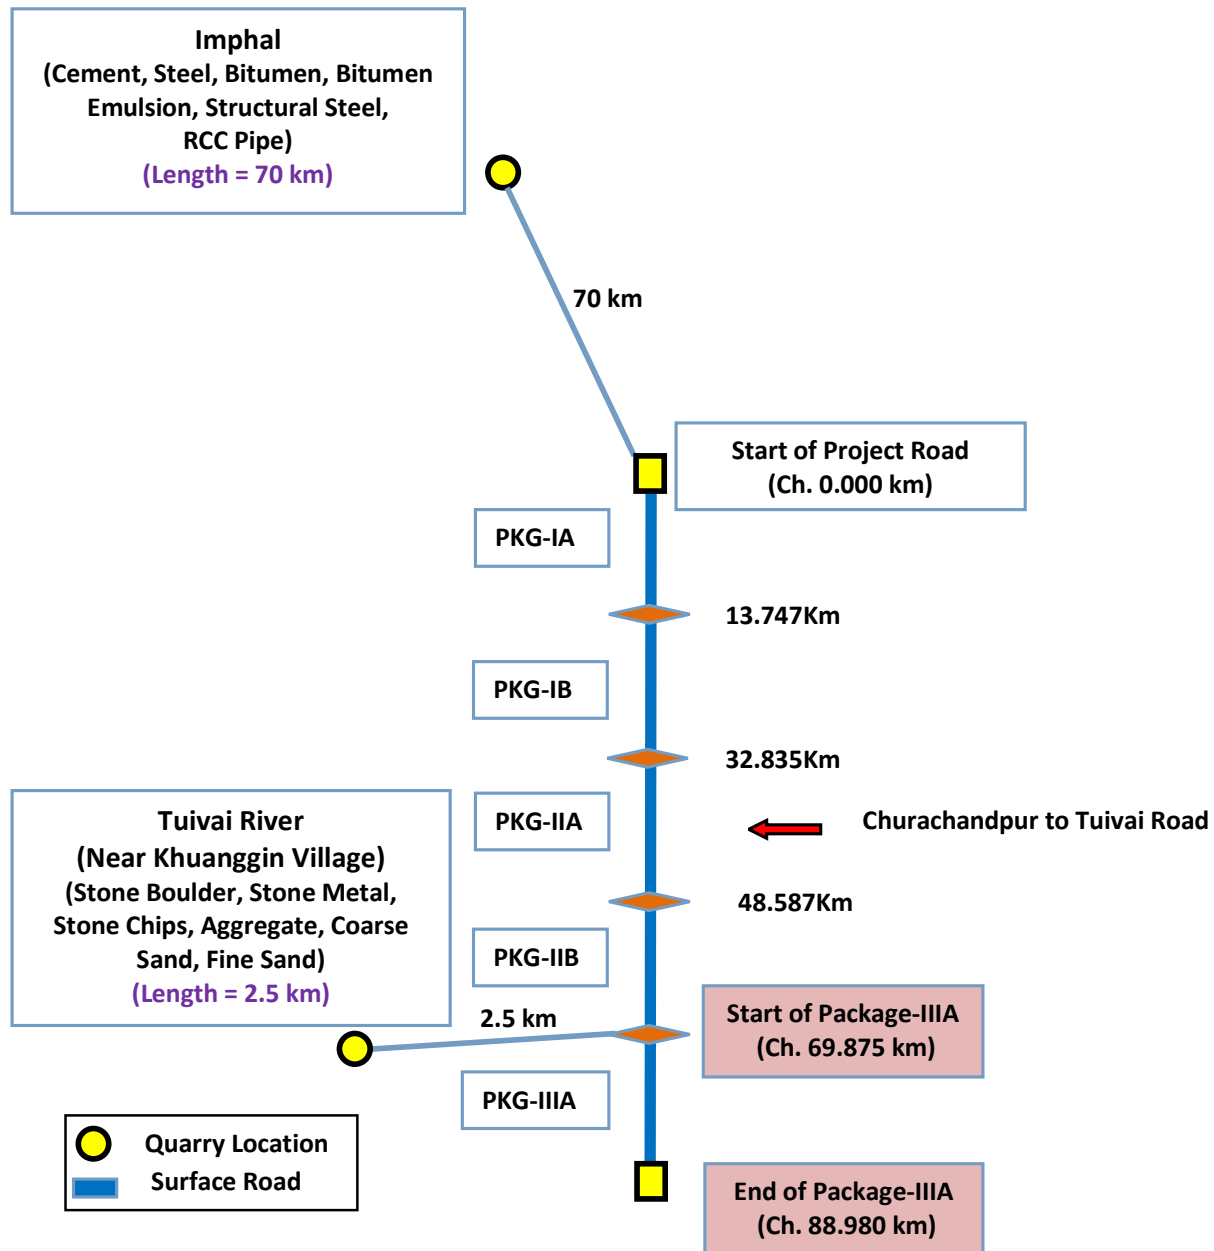 Imphal
(Cement, Steel, Bitumen, Bitumen
Emulsion, Structural Steel,
RCC Pipe)
(Length = 70 km)
70 km
Start of Project Road
(Ch. 0.000 km)
PKG-IA
13.747Km
PKG-IB
32.835Km
Tuivai River
(Near Khuanggin Village)
(Stone Boulder, Stone Metal,
Stone Chips, Aggregate, Coarse
Sand, Fine Sand)
(Length = 2.5 km)
PKG-IIA
Churachandpur to Tuivai Road
48.587Km
PKG-IIB
2.5 km
Start of Package-IIIA
(Ch. 69.875 km)
PKG-IIIA
Quarry Location
Surface Road
End of Package-IIIA
(Ch. 88.980 km)